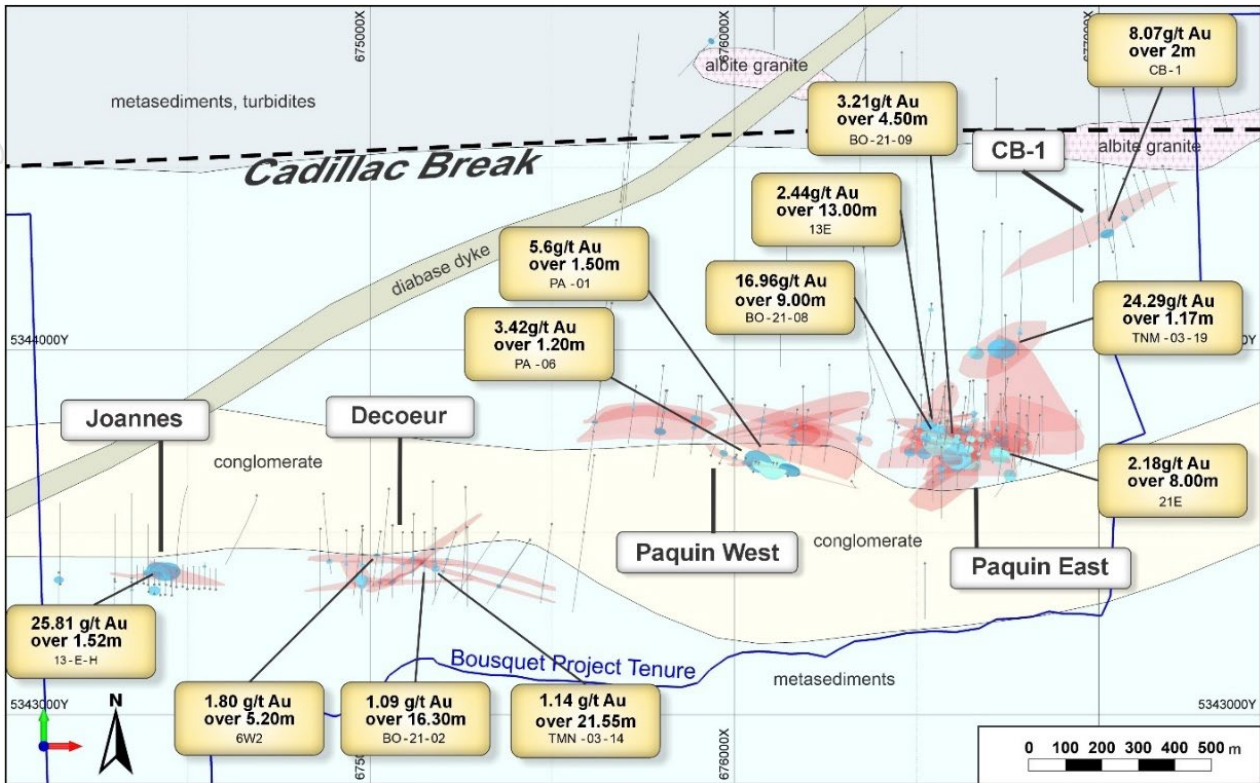 675000X
676000X
677000X
8.07g/t Au
over 2m
CB-1
albite granite
metasediments, turbidites
3.21g/t Au
over 4.50m
BO-21-09
CB-1
albite granite
Cadillac Break
2.44g/t Au
over 13.00m
13E
5.6g/t Au
over 1.50m
PA -01
diabase dyke
16.96g/t Au
over 9.00m
BO-21-08
24.29g/t Au
over 1.17m
TNM -03-19
3.42g/t Au
over 1.20m
PA -06
5344000Y
Joannes
Decoeur
conglomerate
2.18g/t Au
over 8.00m
21E
Paquin West
conglomerate
Paquin East
25.81 g/t Au
over 1.52m
13-E-H
Bousquet Project Tenure
metasediments
1.80 g/t Au
over 5.20m
6W2
1.09 g/t Au
over 16.30m
BO-21-02
1.14 g/t Au
over 21.55m
TMN -03-14
5343000Y
5343000Y
N
676000X
0 100 200 300 400 500 m